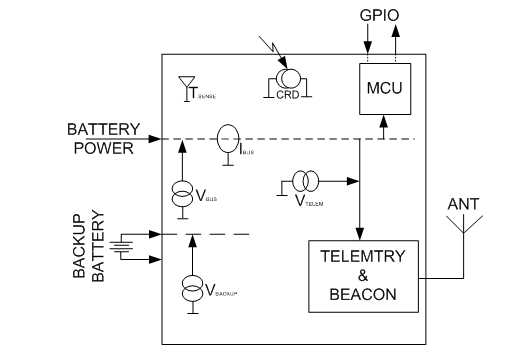 GPIO
T SENSE
CRD
MCU
BATTERY
POWER
I BUS
V BUS
V TELEM
ANT
BACKUP
BATTERY
TELEMTRY
&
BEACON
V BACKUP